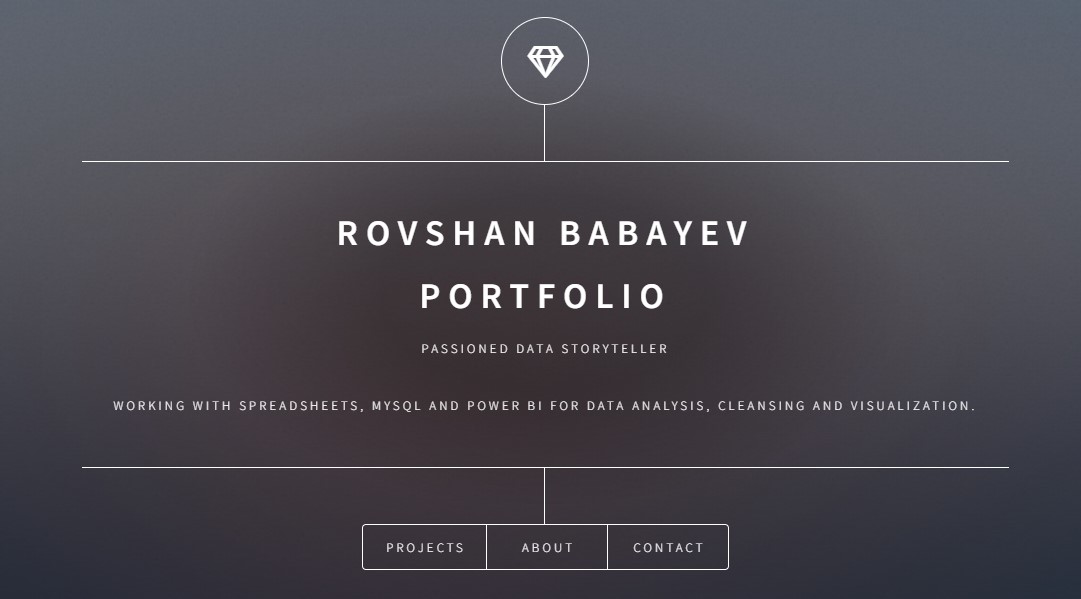 ROVSHAN BABAYEV
PORTFOLIO
PASSIONED DATA STORYTELLER
WORKING WITH SPREADSHEETS, MYSQL AND POWER BI FOR DATA ANALYSIS, CLEANSING AND VISUALIZATION.
PROJECTS ABOUT CONTACT